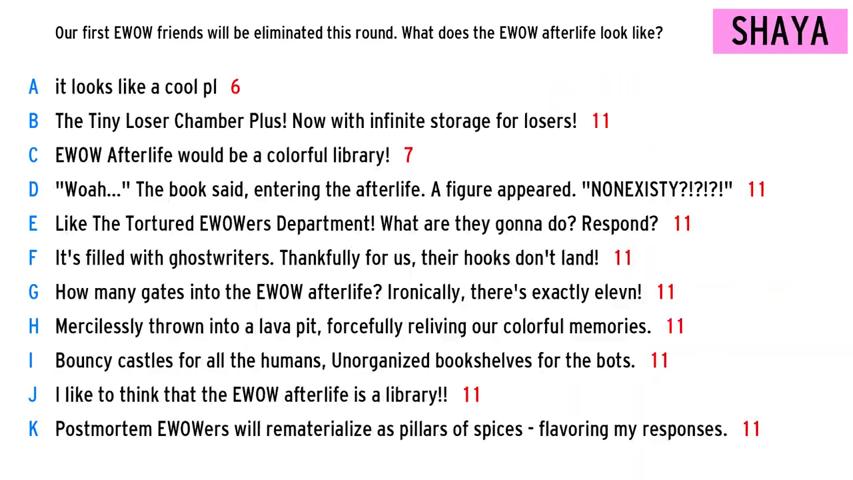 Our first EWOW friends will be eliminated this round. What does the EWOW afterlife look like?
SHAYA
A it looks like a cool pl 6
B The Tiny Loser Chamber Plus! Now with infinite storage for losers! 11
C EWOW Afterlife would be a colorful library! 7
D "Woah..." The book said, entering the afterlife. A figure appeared. "NONEXISTY?!?!?!" 11
E Like The Tortured EWOWers Department! What are they gonna do? Respond? 11
F It's filled with ghostwriters. Thankfully for us, their hooks don't land! 11
G How many gates into the EWOW afterlife? Ironically, there's exactly elevn! 11
H Mercilessly thrown into a lava pit, forcefully reliving our colorful memories. 11
I Bouncy castles for all the humans, Unorganized bookshelves for the bots. 11
J I like to think that the EWOW afterlife is a library!! 11
K Postmortem EWOWers will rematerialize as pillars of spices - flavoring my responses. 11